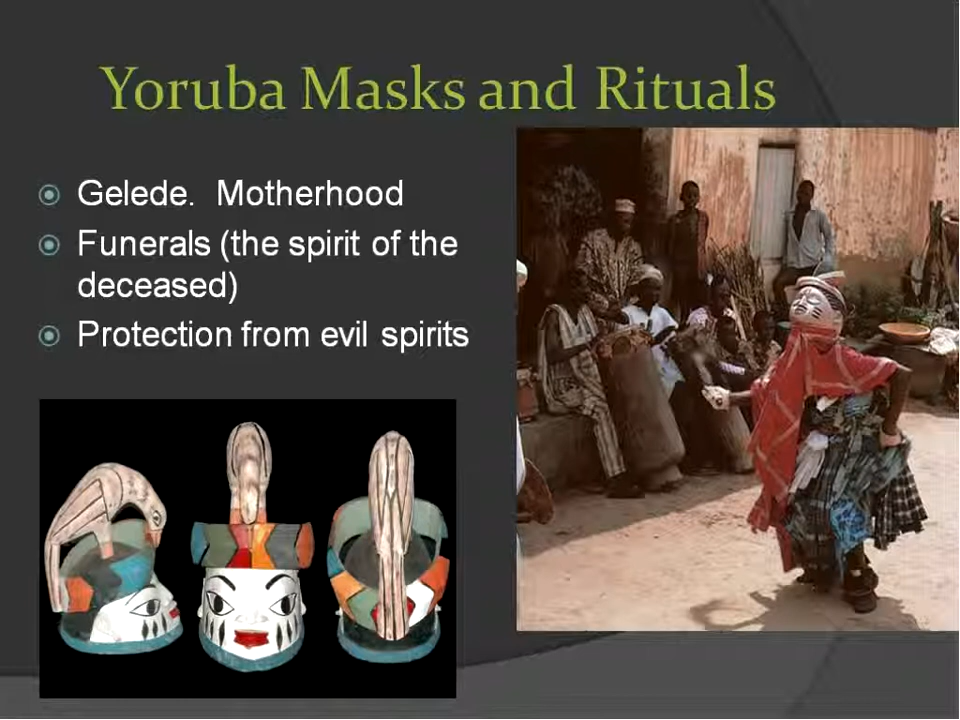 Yoruba Masks and Rituals
Gelede.  Motherhood
Funerals (the spirit of the
deceased)
Protection from evil spirits